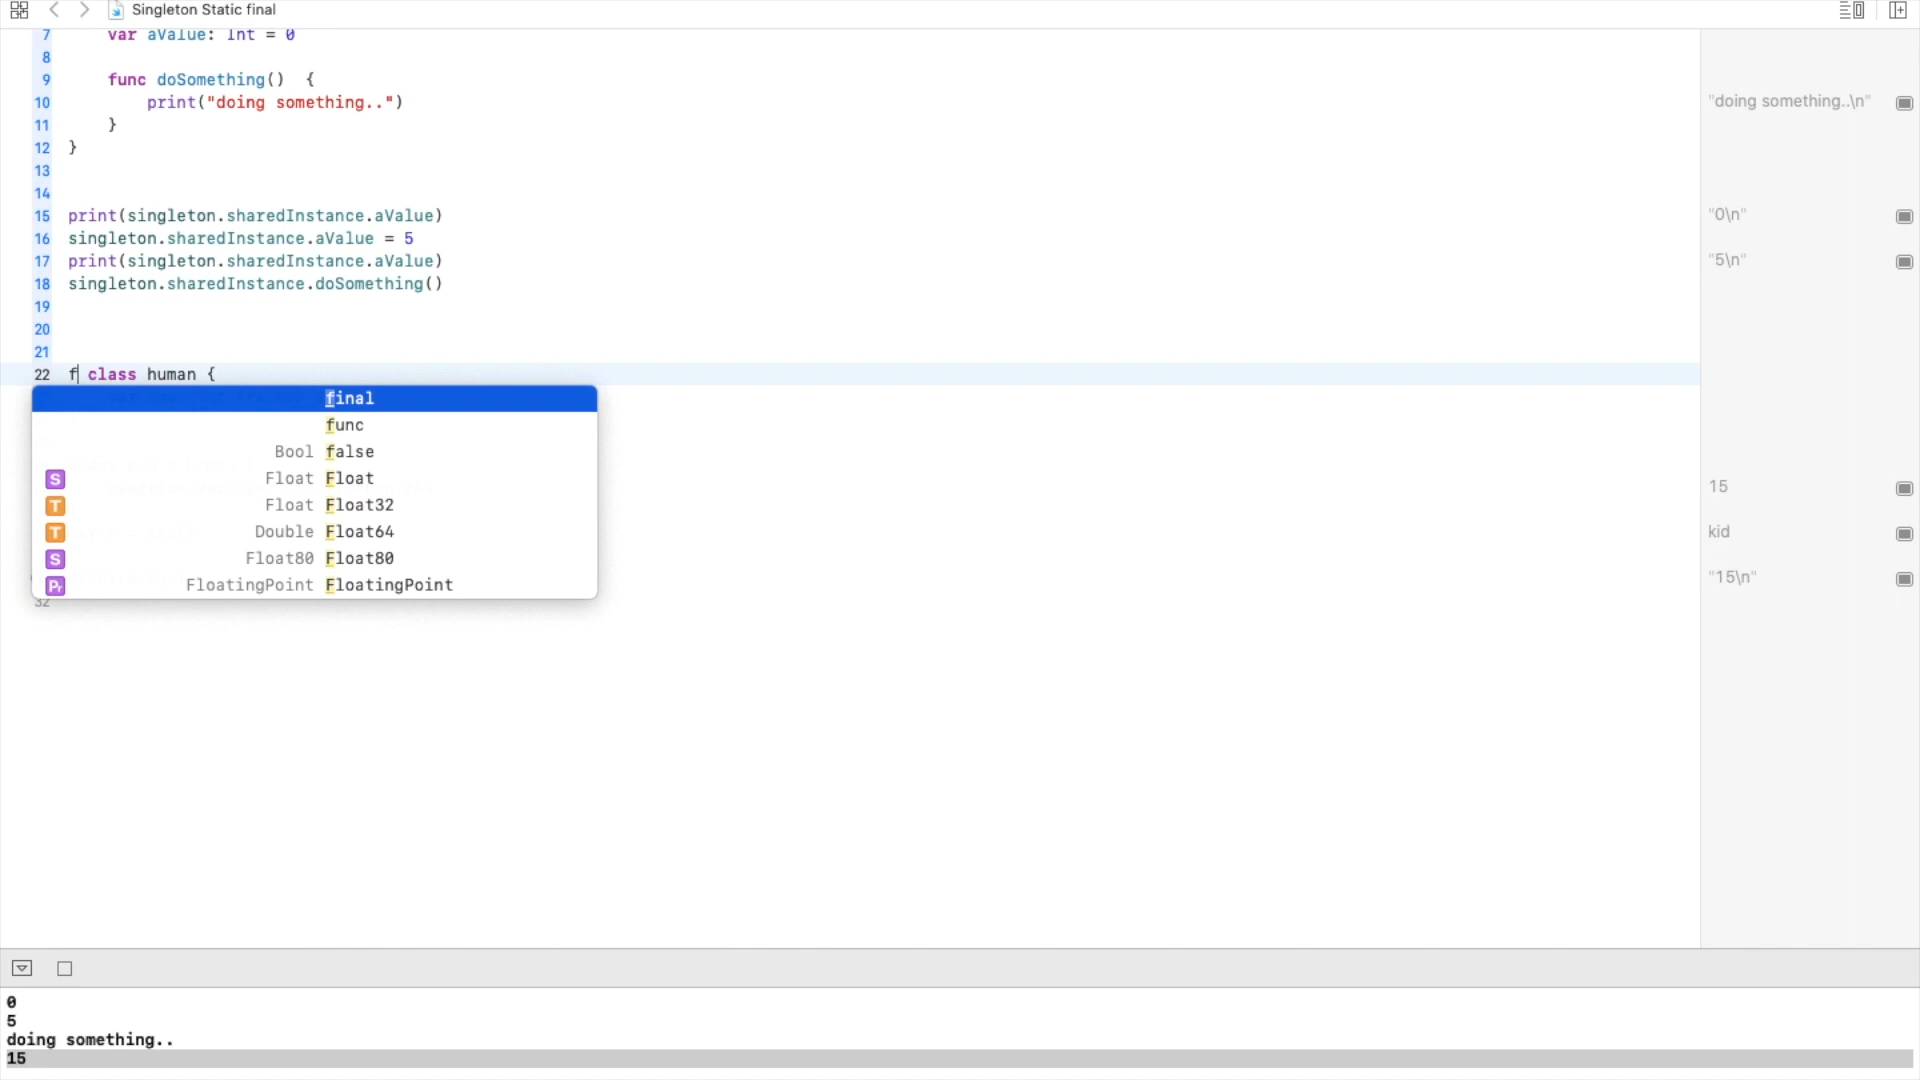 Singleton Static final
7 var aValue: Int = 0
8
9 func doSomething()  {
10 print("doing something..") "doing something..\n"
11 }
12 }
13
14
15 print(singleton.sharedInstance.aValue) "0\n"
16 singleton.sharedInstance.aValue = 5
17 print(singleton.sharedInstance.aValue) "5\n"
18 singleton.sharedInstance.doSomething()
19
20
21
22 f class human {
final
func
Bool false
S Float Float 15
T Float Float32
T Double Float64 kid
S Float80 Float80
Pr FloatingPoint FloatingPoint "15\n"
32
0
5
doing something..
15